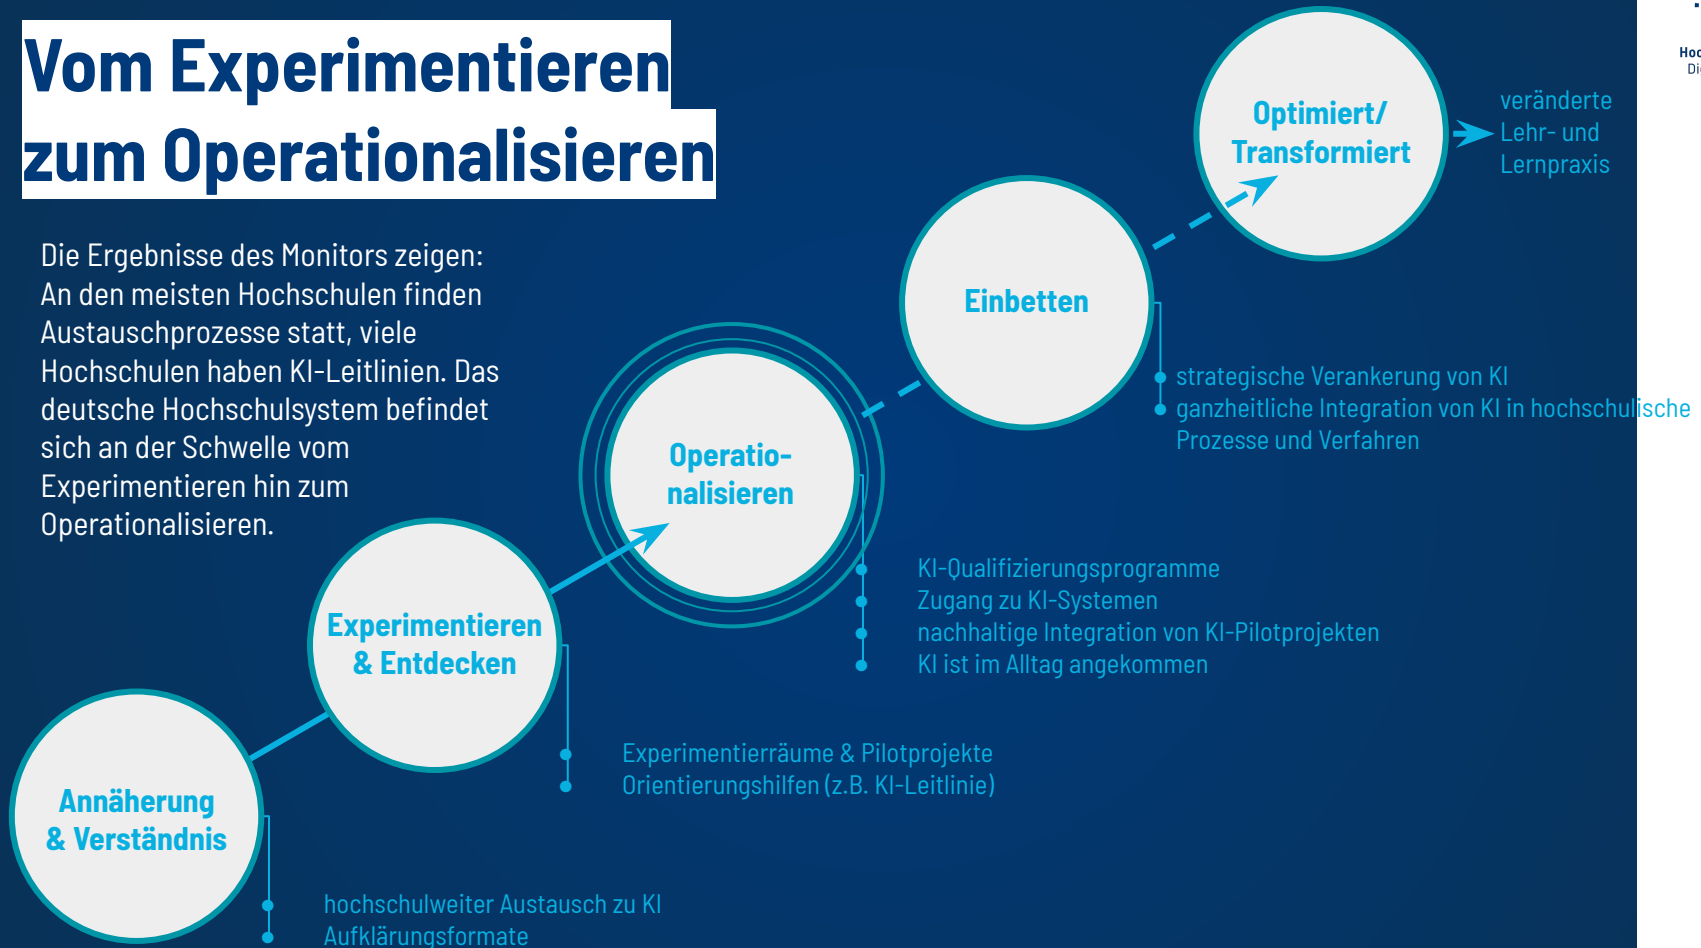 Vom Experimentieren
zum Operationalisieren
Die Ergebnisse des Monitors zeigen:
An den meisten Hochschulen finden
Austauschprozesse statt, viele
Hochschulen haben KI-Leitlinien. Das
deutsche Hochschulsystem befindet
sich an der Schwelle vom
Experimentieren hin zum
Operationalisieren.
Optimiert/
Transformiert
veränderte
Lehr- und
Lernpraxis
Einbetten
strategische Verankerung von KI
ganzheitliche Integration von KI in hochschulische
Prozesse und Verfahren
Operatio-
nalisieren
KI-Qualifizierungsprogramme
Zugang zu KI-Systemen
nachhaltige Integration von KI-Pilotprojekten
KI ist im Alltag angekommen
Experimentieren
& Entdecken
Experimentierräume & Pilotprojekte
Orientierungshilfen (z.B. KI-Leitlinie)
Annäherung
& Verständnis
hochschulweiter Austausch zu KI
Aufklärungsformate